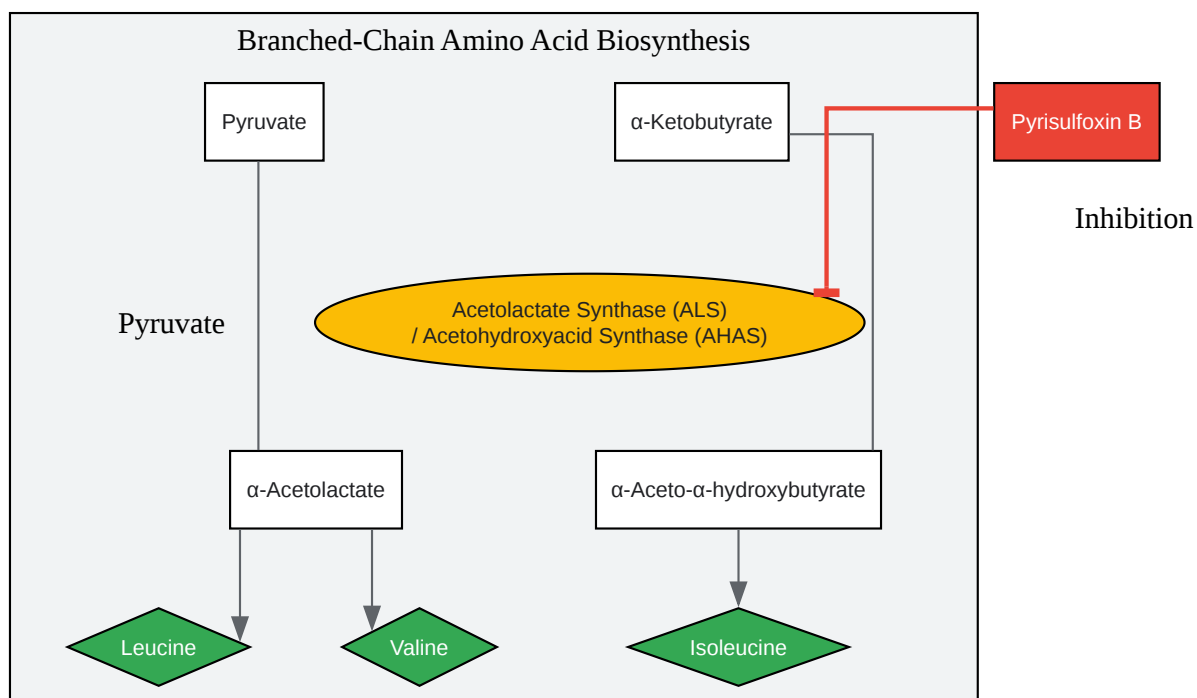 Branched-Chain Amino Acid Biosynthesis
Pyruvate
α-Ketobutyrate
Pyrisulfoxin B
Inhibition
Acetolactate Synthase (ALS)
/ Acetohydroxyacid Synthase (AHAS)
Pyruvate
α-Acetolactate
α-Aceto-α-hydroxybutyrate
Leucine
Valine
Isoleucine